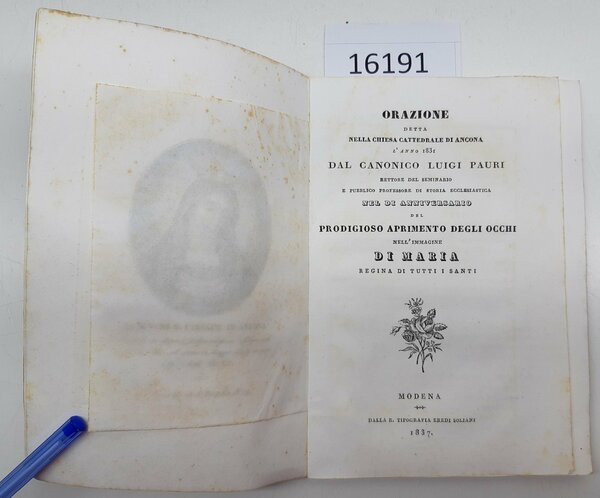 16191
ORAZIONE
DETTA
NELLA CHIESA CATTEDRALE DI ANCONA
L'ANNO 1831
DAL CANONICO LUIGI PAURI
RETTORE DEL SEMINARIO
E PUBBLICO PROFESSORE DI STORIA ECCLESIASTICA
NEL DI ANNIVERSARIO
DEL
PRODIGIOSO APRIMENTO DEGLI OCCHI
NELL'IMMAGINE
DI MARIA
REGINA DI TUTTI I SANTI
MODENA
DALLA R. TIPOGRAFIA EREDI SOLIANI
1837.